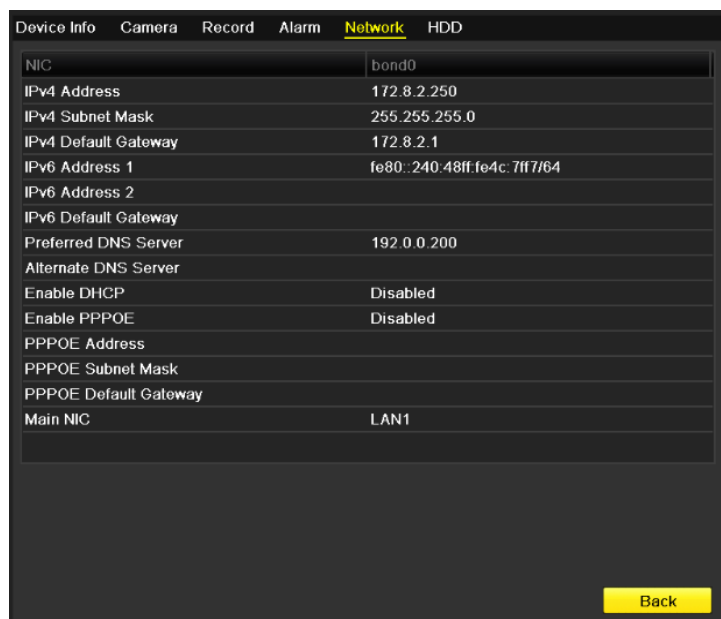 Device Info Camera Record Alarm Network HDD
NIC bond0
IPv4 Address 172.8.2.250
IPv4 Subnet Mask 255.255.255.0
IPv4 Default Gateway 172.8.2.1
IPv6 Address 1 fe80::240:48ff:fe4c:7ff7/64
IPv6 Address 2
IPv6 Default Gateway
Preferred DNS Server 192.0.0.200
Alternate DNS Server
Enable DHCP Disabled
Enable PPPOE Disabled
PPPOE Address
PPPOE Subnet Mask
PPPOE Default Gateway
Main NIC LAN1
Back